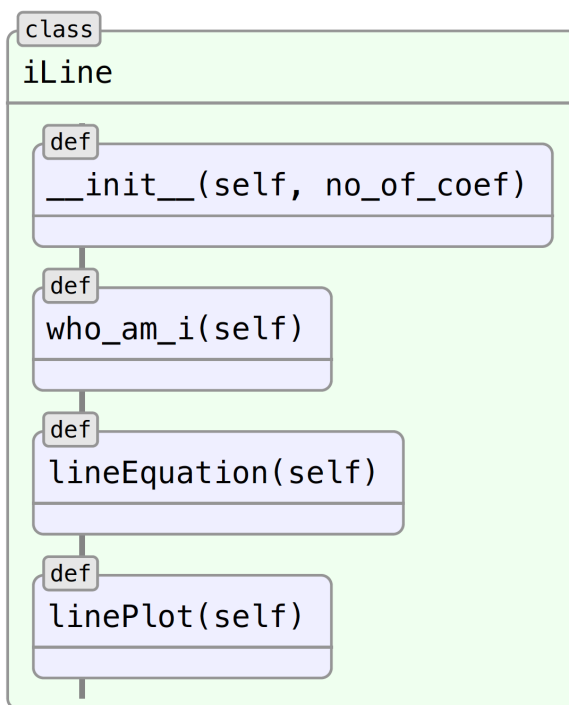 class
iLine
def
__init__(self, no_of_coef)
def
who_am_i(self)
def
lineEquation(self)
def
linePlot(self)